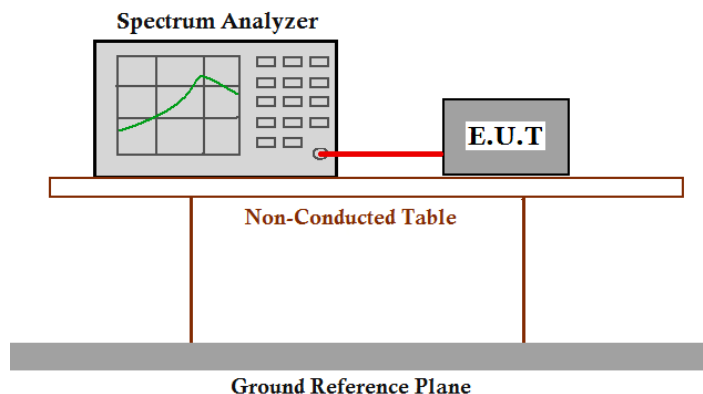 Spectrum Analyzer
E.U.T
Non-Conducted Table
Ground Reference Plane